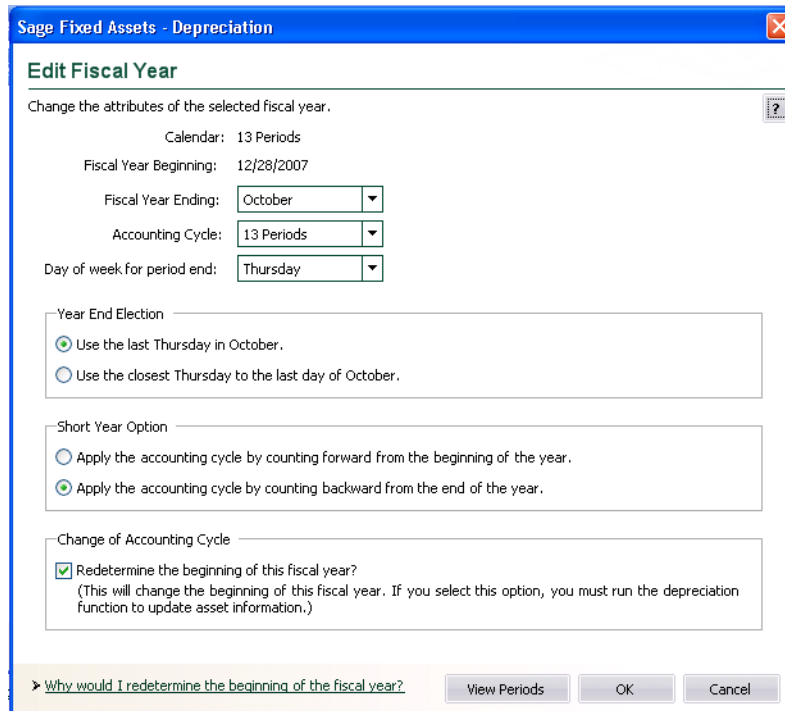 Sage Fixed Assets - Depreciation
Edit Fiscal Year
Change the attributes of the selected fiscal year.
?
Calendar: 13 Periods
Fiscal Year Beginning: 12/28/2007
Fiscal Year Ending: October
Accounting Cycle: 13 Periods
Day of week for period end: Thursday
Year End Election
Use the last Thursday in October.
Use the closest Thursday to the last day of October.
Short Year Option
Apply the accounting cycle by counting forward from the beginning of the year.
Apply the accounting cycle by counting backward from the end of the year.
Change of Accounting Cycle
Redetermine the beginning of this fiscal year?
(This will change the beginning of this fiscal year. If you select this option, you must run the depreciation
function to update asset information.)
Why would I redetermine the beginning of the fiscal year? View Periods OK Cancel